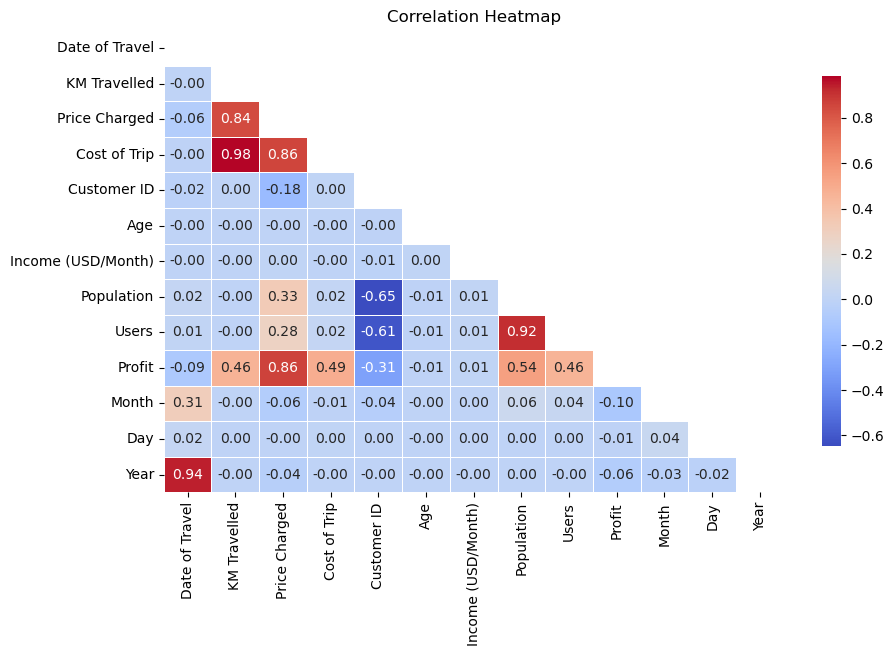 Correlation Heatmap
Date of Travel
KM Travelled -0.00
Price Charged -0.06 0.84
Cost of Trip -0.00 0.98 0.86
Customer ID -0.02 0.00 -0.18 0.00
Age -0.00 -0.00 -0.00 -0.00 -0.00
Income (USD/Month) -0.00 -0.00 0.00 -0.00 -0.01 0.00
Population 0.02 -0.00 0.33 0.02 -0.65 -0.01 0.01
Users 0.01 -0.00 0.28 0.02 -0.61 -0.01 0.01 0.92
Profit -0.09 0.46 0.86 0.49 -0.31 -0.01 0.01 0.54 0.46
Month 0.31 -0.00 -0.06 -0.01 -0.04 -0.00 0.00 0.06 0.04 -0.10
Day 0.02 0.00 -0.00 0.00 0.00 -0.00 0.00 0.00 0.00 -0.01 0.04
Year 0.94 -0.00 -0.04 -0.00 -0.00 -0.00 -0.00 0.00 -0.00 -0.06 -0.03 -0.02
Date of Travel
KM Travelled
Price Charged
Cost of Trip
Customer ID
Age
Income (USD/Month)
Population
Users
Profit
Month
Day
Year
0.8
0.6
0.4
0.2
0.0
−0.2
−0.4
−0.6